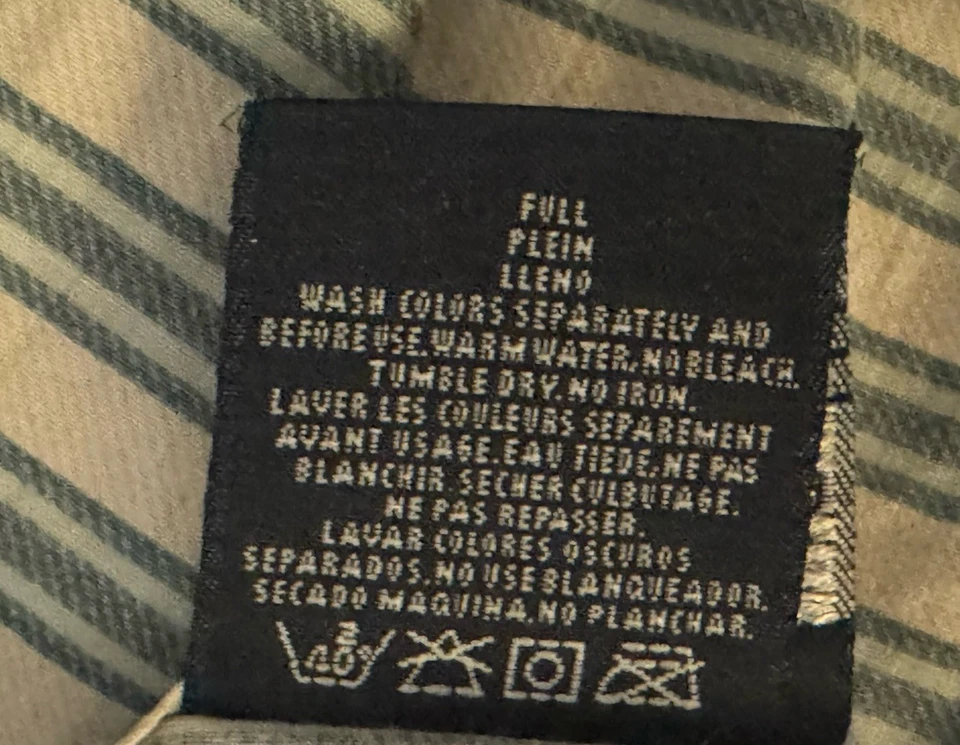 FULL
PLEIN
LLENO
WASH COLORS SEPARATELY AND
BEFORE USE.WARM WATER.NO BLEACH.
TUMBLE DRY.NO IRON.
LAVER LES COULEURS SEPAREMENT
AVANT USAGE.EAU TIEDE.NE PAS
BLANCHIR.SECHER CULBUTAGE.
NE PAS REPASSER.
LAVAR COLORES OSCUROS
SEPARADOS.NO USE BLANQUEADOR.
SECADO MAQUINA.NO PLANCHAR.
40